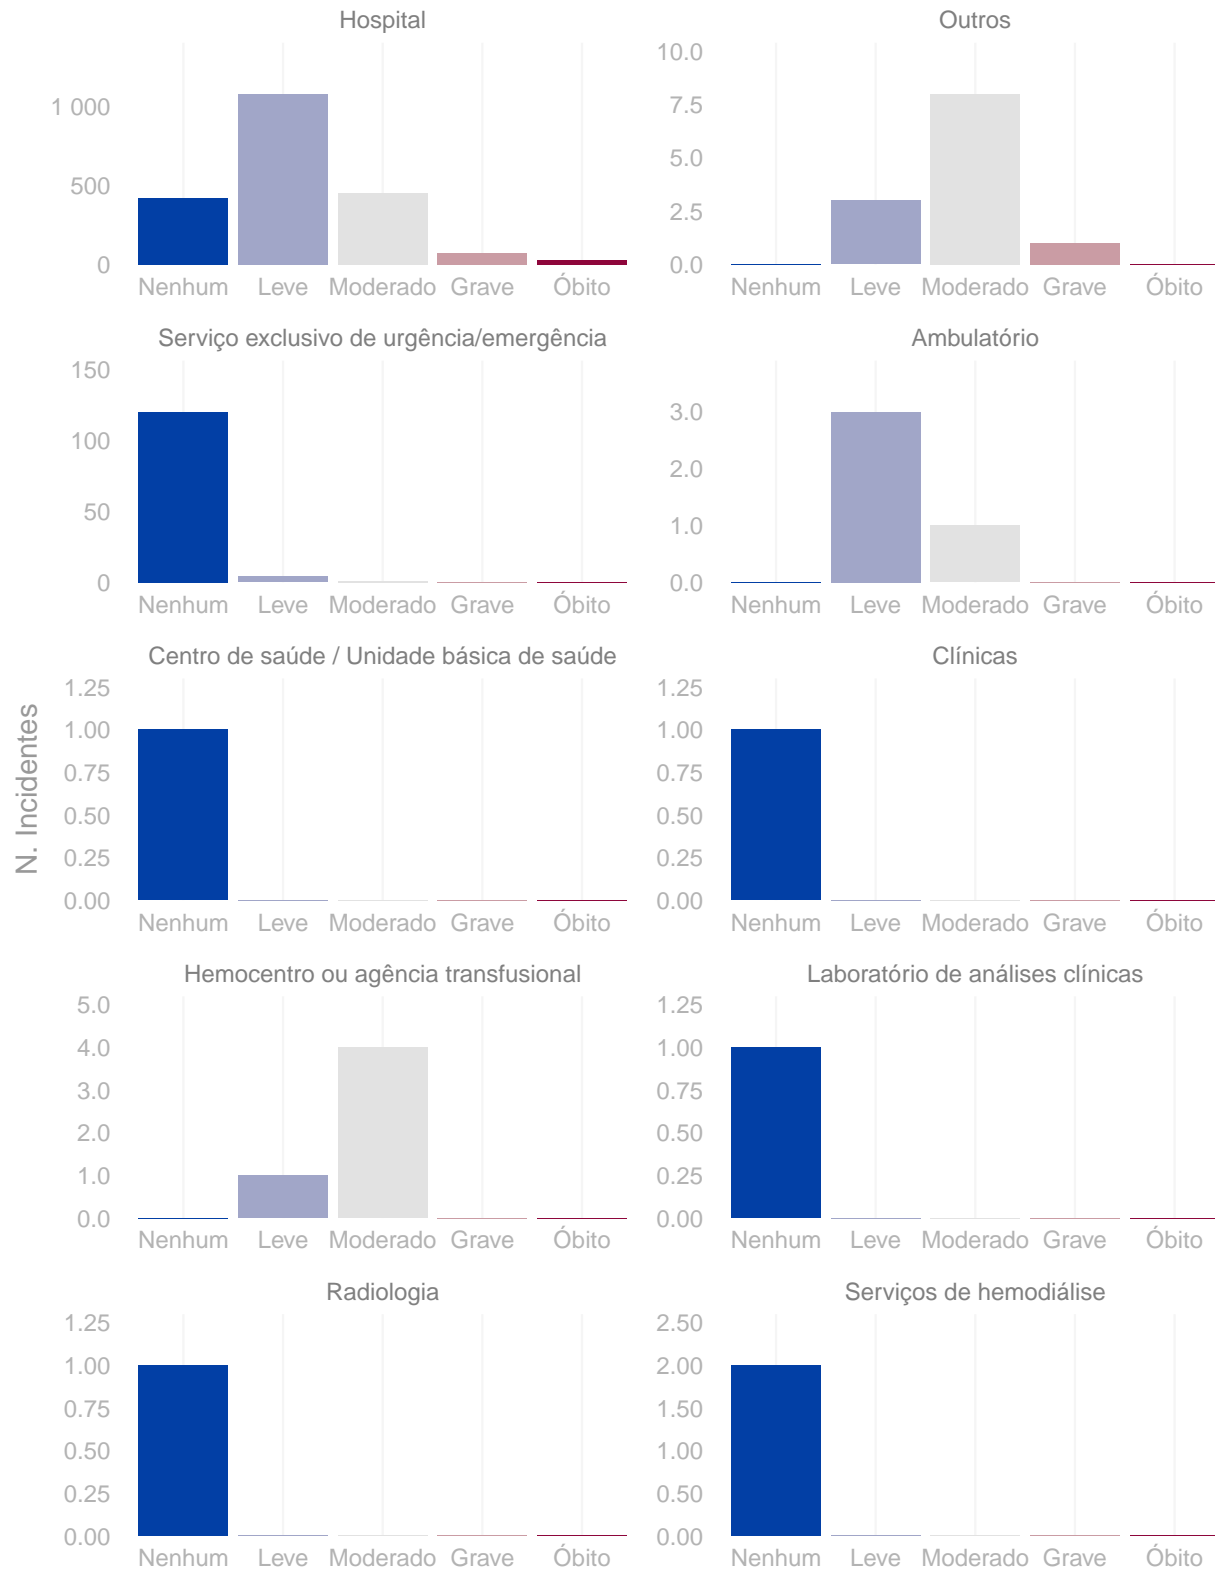 Hospital
1 000
500
0
Nenhum Leve Moderado Grave Óbito
Outros
10.0
7.5
5.0
2.5
0.0
Nenhum Leve Moderado Grave Óbito
Serviço exclusivo de urgência/emergência
150
100
50
0
Nenhum Leve Moderado Grave Óbito
Ambulatório
3.0
2.0
1.0
0.0
Nenhum Leve Moderado Grave Óbito
N. Incidentes
Centro de saúde / Unidade básica de saúde
1.25
1.00
0.75
0.50
0.25
0.00
Nenhum Leve Moderado Grave Óbito
Clínicas
1.25
1.00
0.75
0.50
0.25
0.00
Nenhum Leve Moderado Grave Óbito
Hemocentro ou agência transfusional
5.0
4.0
3.0
2.0
1.0
0.0
Nenhum Leve Moderado Grave Óbito
Laboratório de análises clínicas
1.25
1.00
0.75
0.50
0.25
0.00
Nenhum Leve Moderado Grave Óbito
Radiologia
1.25
1.00
0.75
0.50
0.25
0.00
Nenhum Leve Moderado Grave Óbito
Serviços de hemodiálise
2.50
2.00
1.50
1.00
0.50
0.00
Nenhum Leve Moderado Grave Óbito